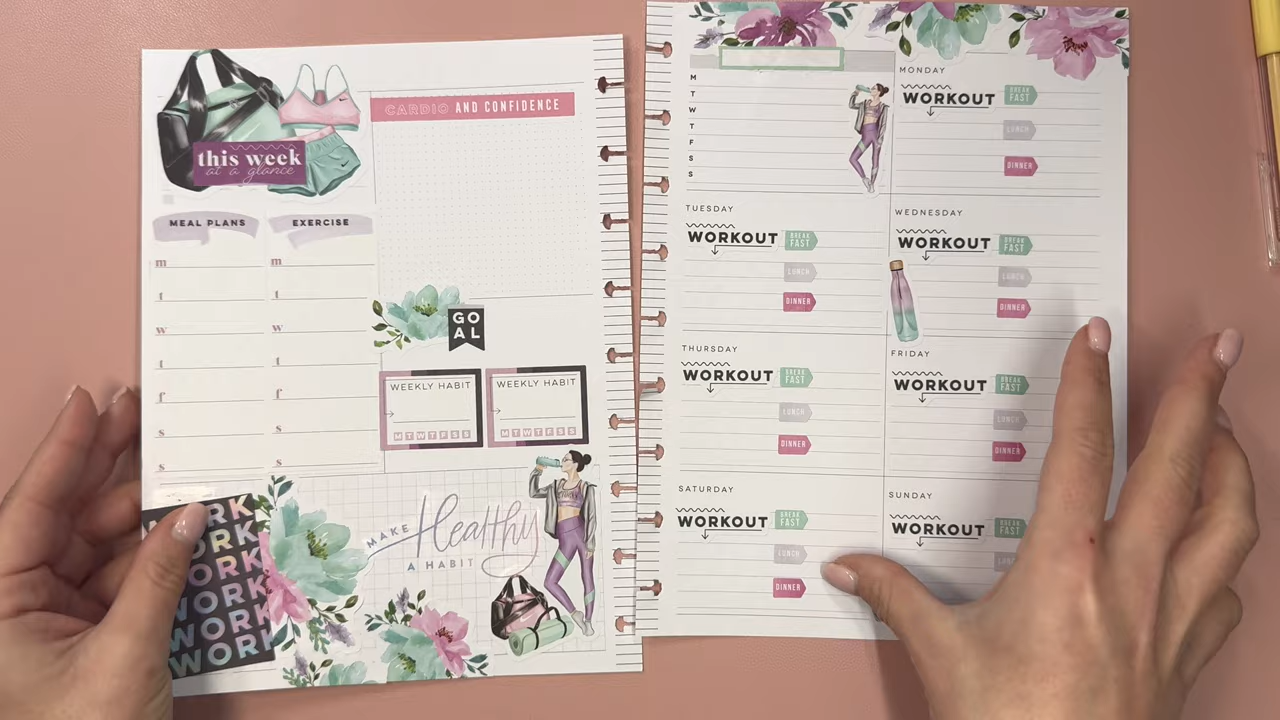 this week
at a glance
CARDIO AND CONFIDENCE
MEAL PLANS
EXERCISE
m
m
t
t
w
w
t
t
f
f
s
s
s
s
GO
AL
WEEKLY HABIT
M T W T F S S
WEEKLY HABIT
M T W T F S S
WORK
WORK
WORK
WORK
WORK
WORK
MAKE
Healthy
A HABIT
M
T
W
T
F
S
S
MONDAY
WORKOUT
BREAK
FAST
LUNCH
DINNER
TUESDAY
WORKOUT
BREAK
FAST
LUNCH
DINNER
WEDNESDAY
WORKOUT
BREAK
FAST
LUNCH
DINNER
THURSDAY
WORKOUT
BREAK
FAST
LUNCH
DINNER
FRIDAY
WORKOUT
BREAK
FAST
LUNCH
DINNER
SATURDAY
WORKOUT
BREAK
FAST
LUNCH
DINNER
SUNDAY
WORKOUT
BREAK
FAST